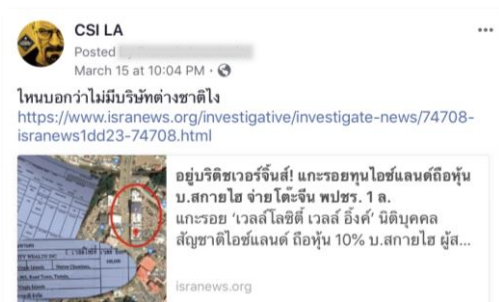 CSI LA
Posted
March 15 at 10:04 PM
ไหนบอกว่าไม่มีบริษัทต่างชาติไง
https://www.isranews.org/investigative/investigate-news/74708-
isranews1dd23-74708.html
อยู่บริติชเวอร์จิ้นส์! แกะรอยทุนไอซ์แลนด์ถือหุ้น
บ.สกายไฮ จ่ายโต๊ะจีน พปชร. 1 ล.
แกะรอย ‘เวลล์โลซิตี้ เวลล์ อิ้งค์’ นิติบุคคล
สัญชาติไอซ์แลนด์ ถือหุ้น 10% บ.สกายไฮ ผู้ส...
isranews.org